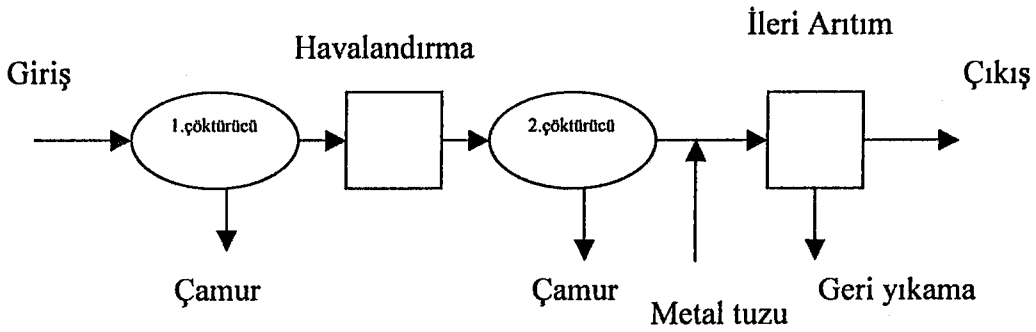 İleri Arıtım
Havalandırma
Giriş
Çıkış
1.çöktürücü
2.çöktürücü
Çamur
Çamur
Geri yıkama
Metal tuzu